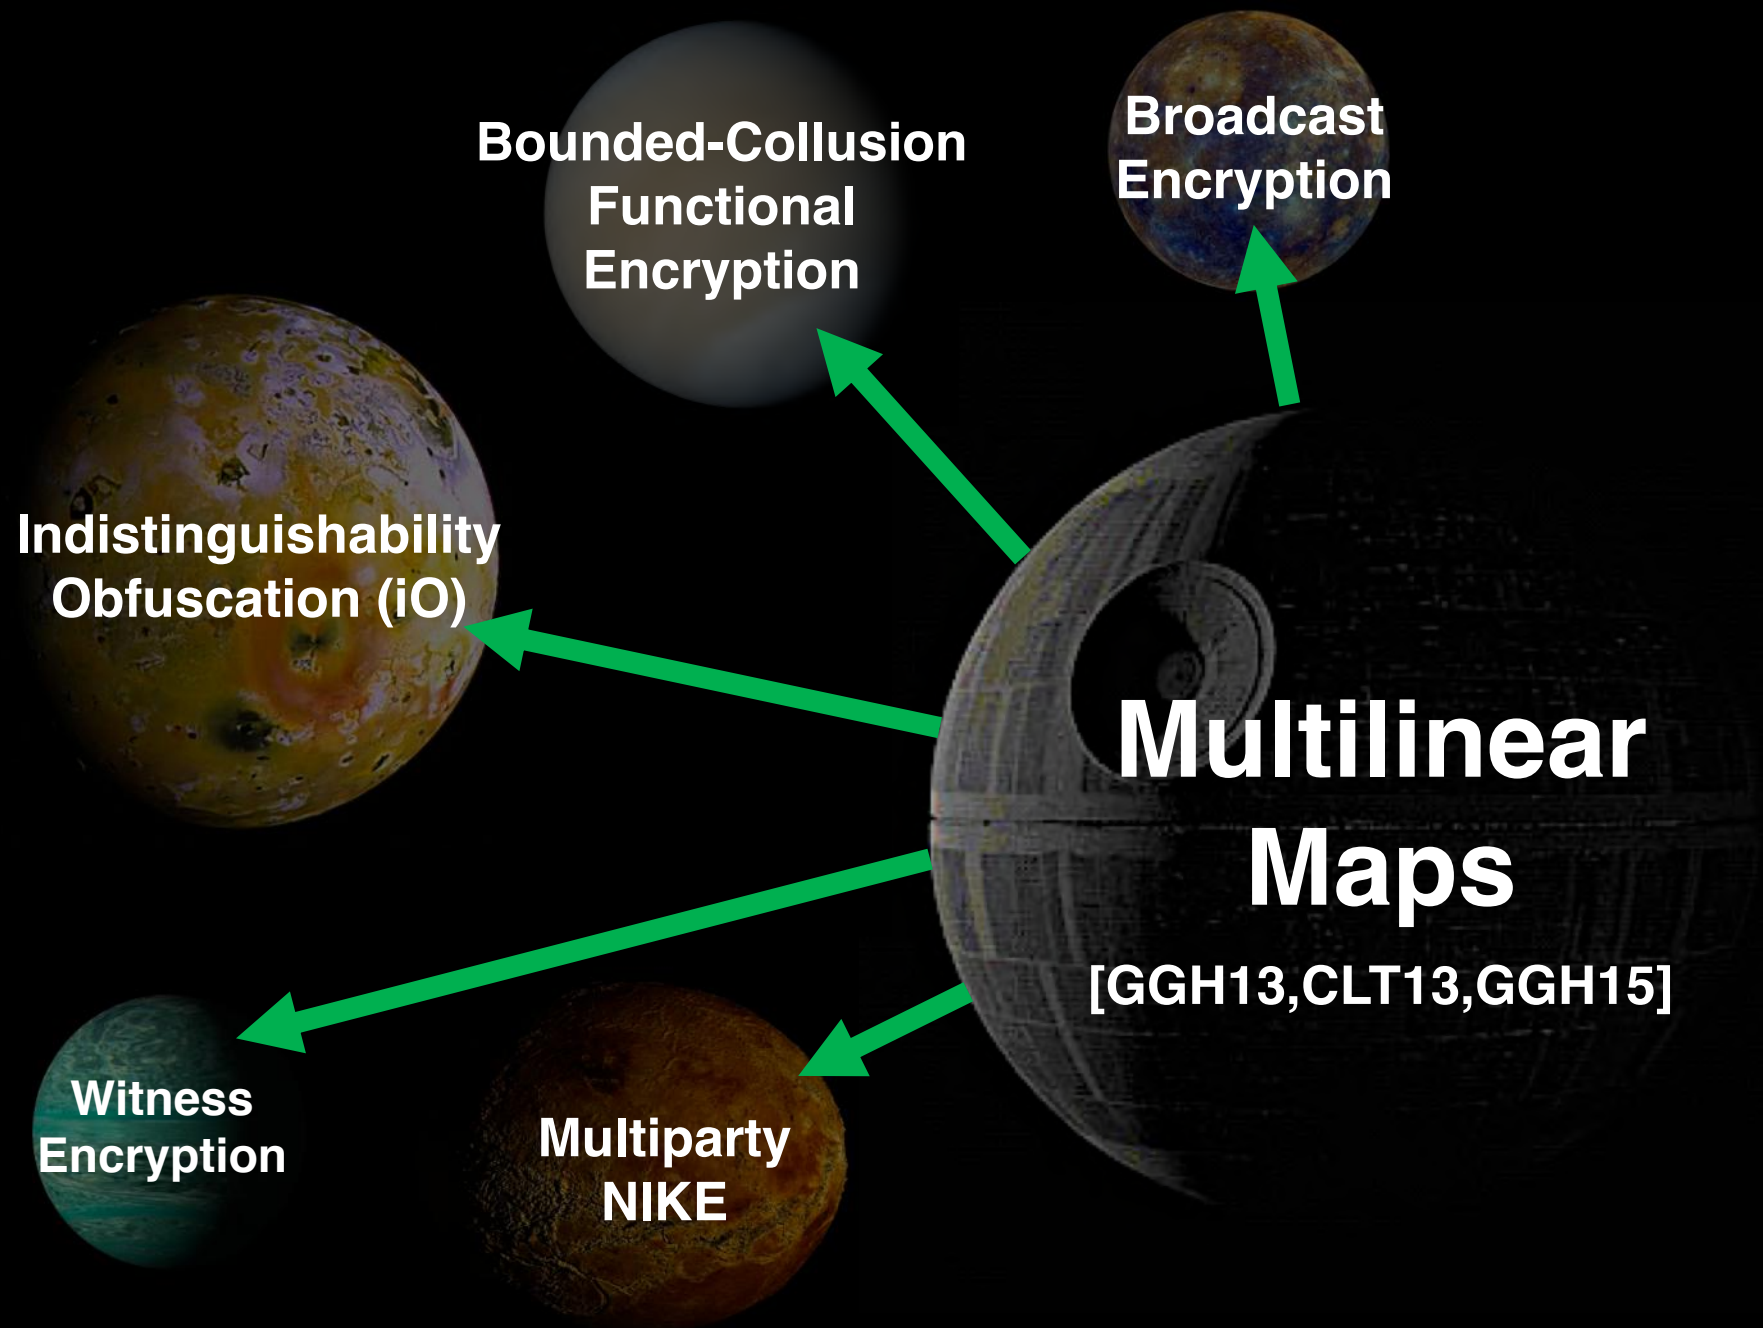 Bounded-Collusion
Functional
Encryption
Broadcast
Encryption
Indistinguishability
Obfuscation (iO)
Multilinear
Maps
[GGH13,CLT13,GGH15]
Witness
Encryption
Multiparty
NIKE